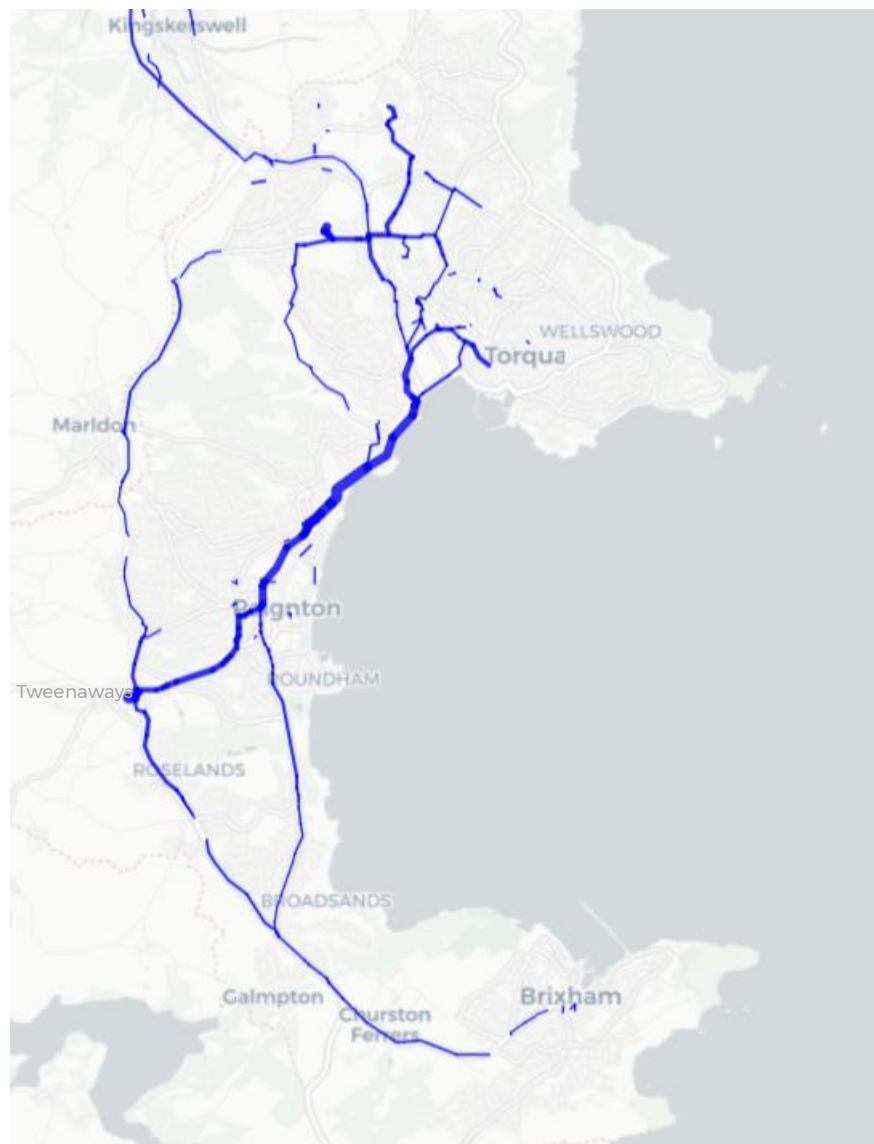 Kingskerswell
WELLSWOOD
Torqua
Marldon
Paignton
ROUNDHAM
Tweenaways
ROSELANDS
BROADSANDS
Galmpton
Brixham
Churston
Ferrers